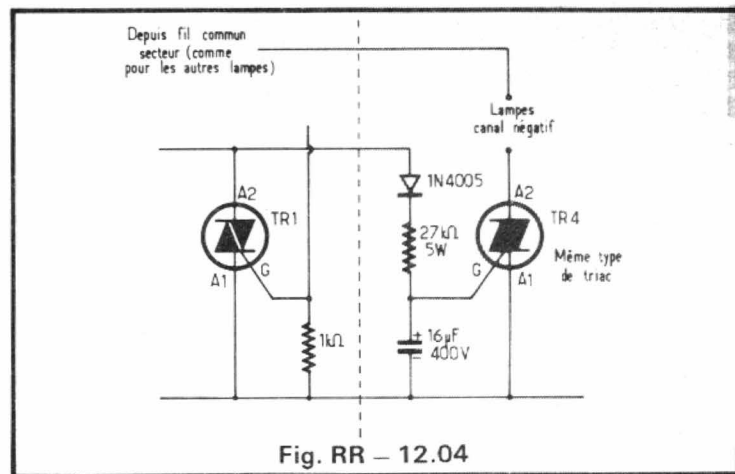 Depuis fil commun
secteur (comme
pour les autres lampes)
Lampes
canal négatif
A2
TR1
G
A1
1kΩ
1N4005
27kΩ
5W
+ 16µF
− 400V
A2
TR4
G
A1
Même type
de triac
Fig. RR – 12.04